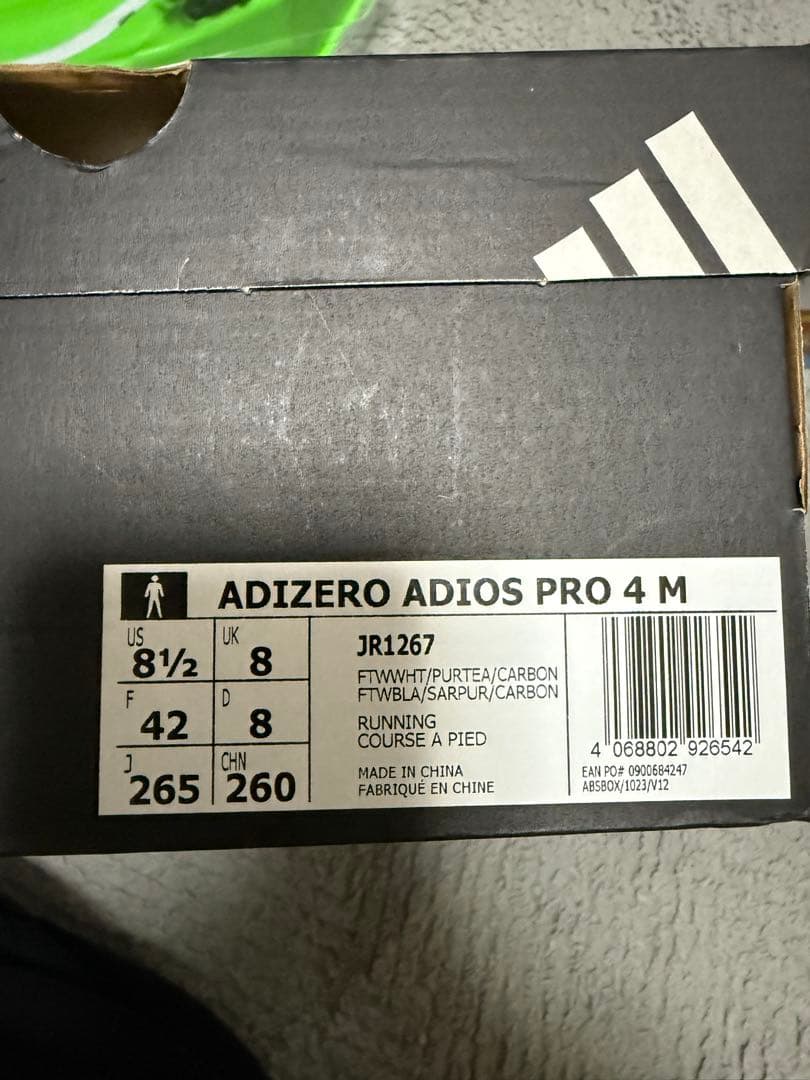 ADIZERO ADIOS PRO 4 M
US 8½
UK 8
F 42
D 8
J 265
CHN 260
JR1267
FTWWHT/PURTEA/CARBON
FTWBLA/SARPUR/CARBON
RUNNING
COURSE A PIED
MADE IN CHINA
FABRIQUÉ EN CHINE
4 068802 926542
EAN PO# 0900684247
ABSBOX/1023/V12